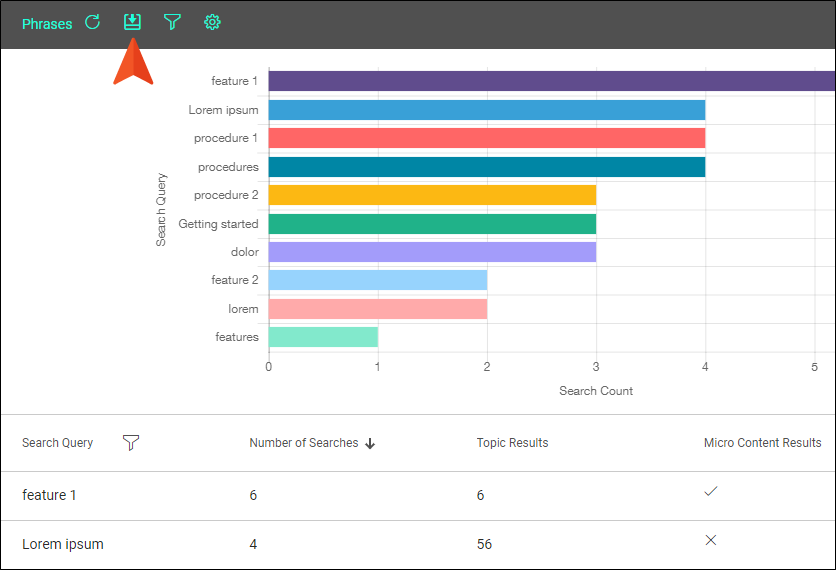 Phrases
feature 1
Lorem ipsum
procedure 1
procedures
procedure 2
Getting started
dolor
feature 2
lorem
features
Search Query
0 1 2 3 4 5
Search Count
Search Query Number of Searches Topic Results Micro Content Results
feature 1 6 6
Lorem ipsum 4 56